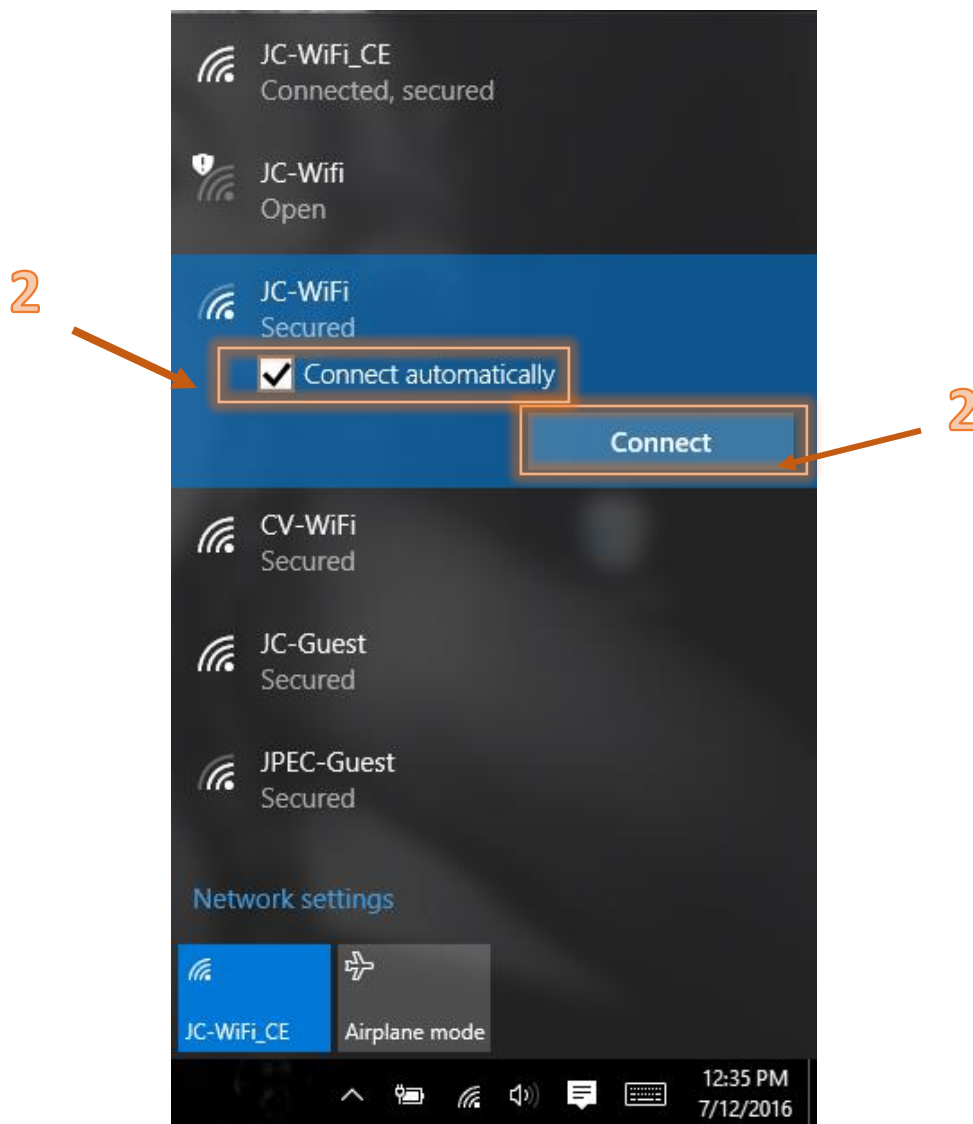 JC-WiFi_CE
Connected, secured
JC-Wifi
Open
2
JC-WiFi
Secured
Connect automatically
2
Connect
CV-WiFi
Secured
JC-Guest
Secured
JPEC-Guest
Secured
Network settings
JC-WiFi_CE
Airplane mode
12:35 PM
7/12/2016